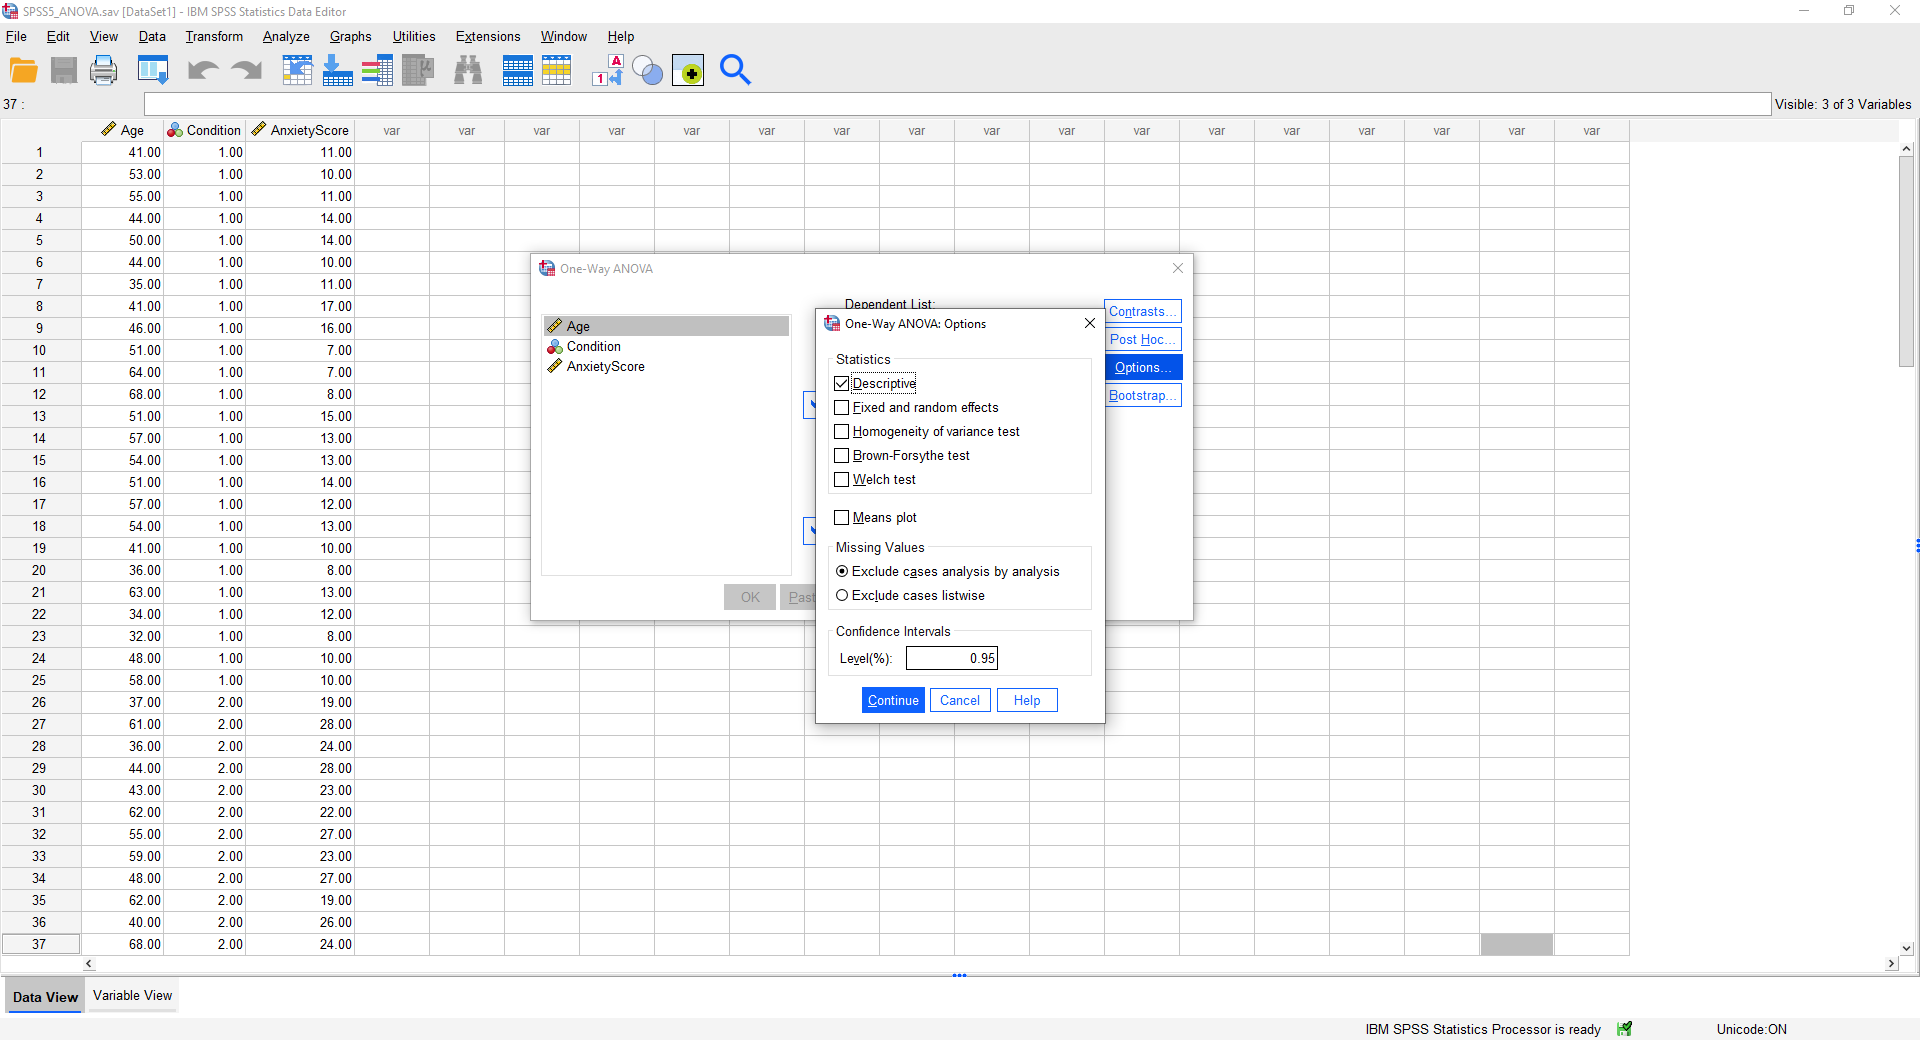 SPSS5_ANOVA.sav [DataSet1] - IBM SPSS Statistics Data Editor
File Edit View Data Transform Analyze Graphs Utilities Extensions Window Help
37 :
Visible: 3 of 3 Variables
Age Condition AnxietyScore var var var var var var var var var var var var var var var var var
1 41.00 1.00 11.00
2 53.00 1.00 10.00
3 55.00 1.00 11.00
4 44.00 1.00 14.00
5 50.00 1.00 14.00
6 44.00 1.00 10.00
7 35.00 1.00 11.00
8 41.00 1.00 17.00
9 46.00 1.00 16.00
10 51.00 1.00 7.00
11 64.00 1.00 7.00
12 68.00 1.00 8.00
13 51.00 1.00 15.00
14 57.00 1.00 13.00
15 54.00 1.00 13.00
16 51.00 1.00 14.00
17 57.00 1.00 12.00
18 54.00 1.00 13.00
19 41.00 1.00 10.00
20 36.00 1.00 8.00
21 63.00 1.00 13.00
22 34.00 1.00 12.00
23 32.00 1.00 8.00
24 48.00 1.00 10.00
25 58.00 1.00 10.00
26 37.00 2.00 19.00
27 61.00 2.00 28.00
28 36.00 2.00 24.00
29 44.00 2.00 28.00
30 43.00 2.00 23.00
31 62.00 2.00 22.00
32 55.00 2.00 27.00
33 59.00 2.00 23.00
34 48.00 2.00 27.00
35 62.00 2.00 19.00
36 40.00 2.00 26.00
37 68.00 2.00 24.00
One-Way ANOVA
Dependent List:
Age
Condition
AnxietyScore
Contrasts...
Post Hoc...
Options...
Bootstrap...
OK
Past
One-Way ANOVA: Options
Statistics
Descriptive
Fixed and random effects
Homogeneity of variance test
Brown-Forsythe test
Welch test
Means plot
Missing Values
Exclude cases analysis by analysis
Exclude cases listwise
Confidence Intervals
Level(%): 0.95
Continue Cancel Help
Data View Variable View
IBM SPSS Statistics Processor is ready
Unicode:ON